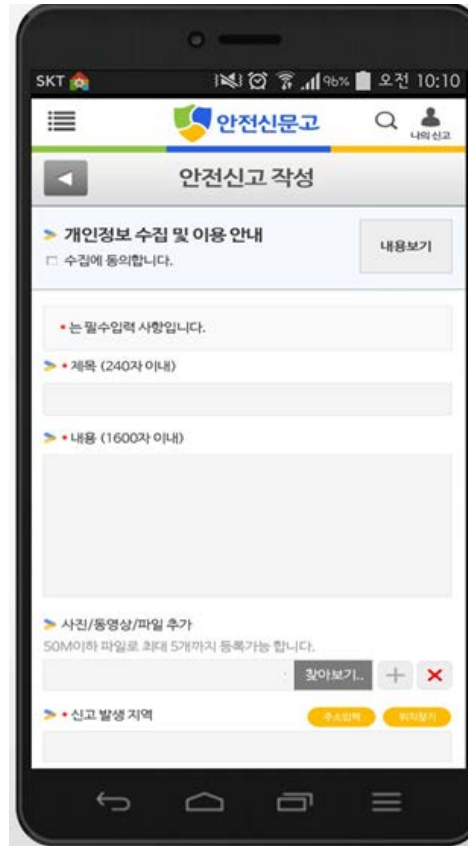 SKT 96% 오전 10:10
안전신문고
나의신고
안전신고 작성
개인정보 수집 및 이용 안내
수집에 동의합니다.
내용보기
• 는 필수입력 사항입니다.
• 제목 (240자 이내)
• 내용 (1600자 이내)
사진/동영상/파일 추가
50M이하 파일로 최대 5개까지 등록가능 합니다.
찾아보기..
• 신고 발생 지역
주소입력 위치찾기